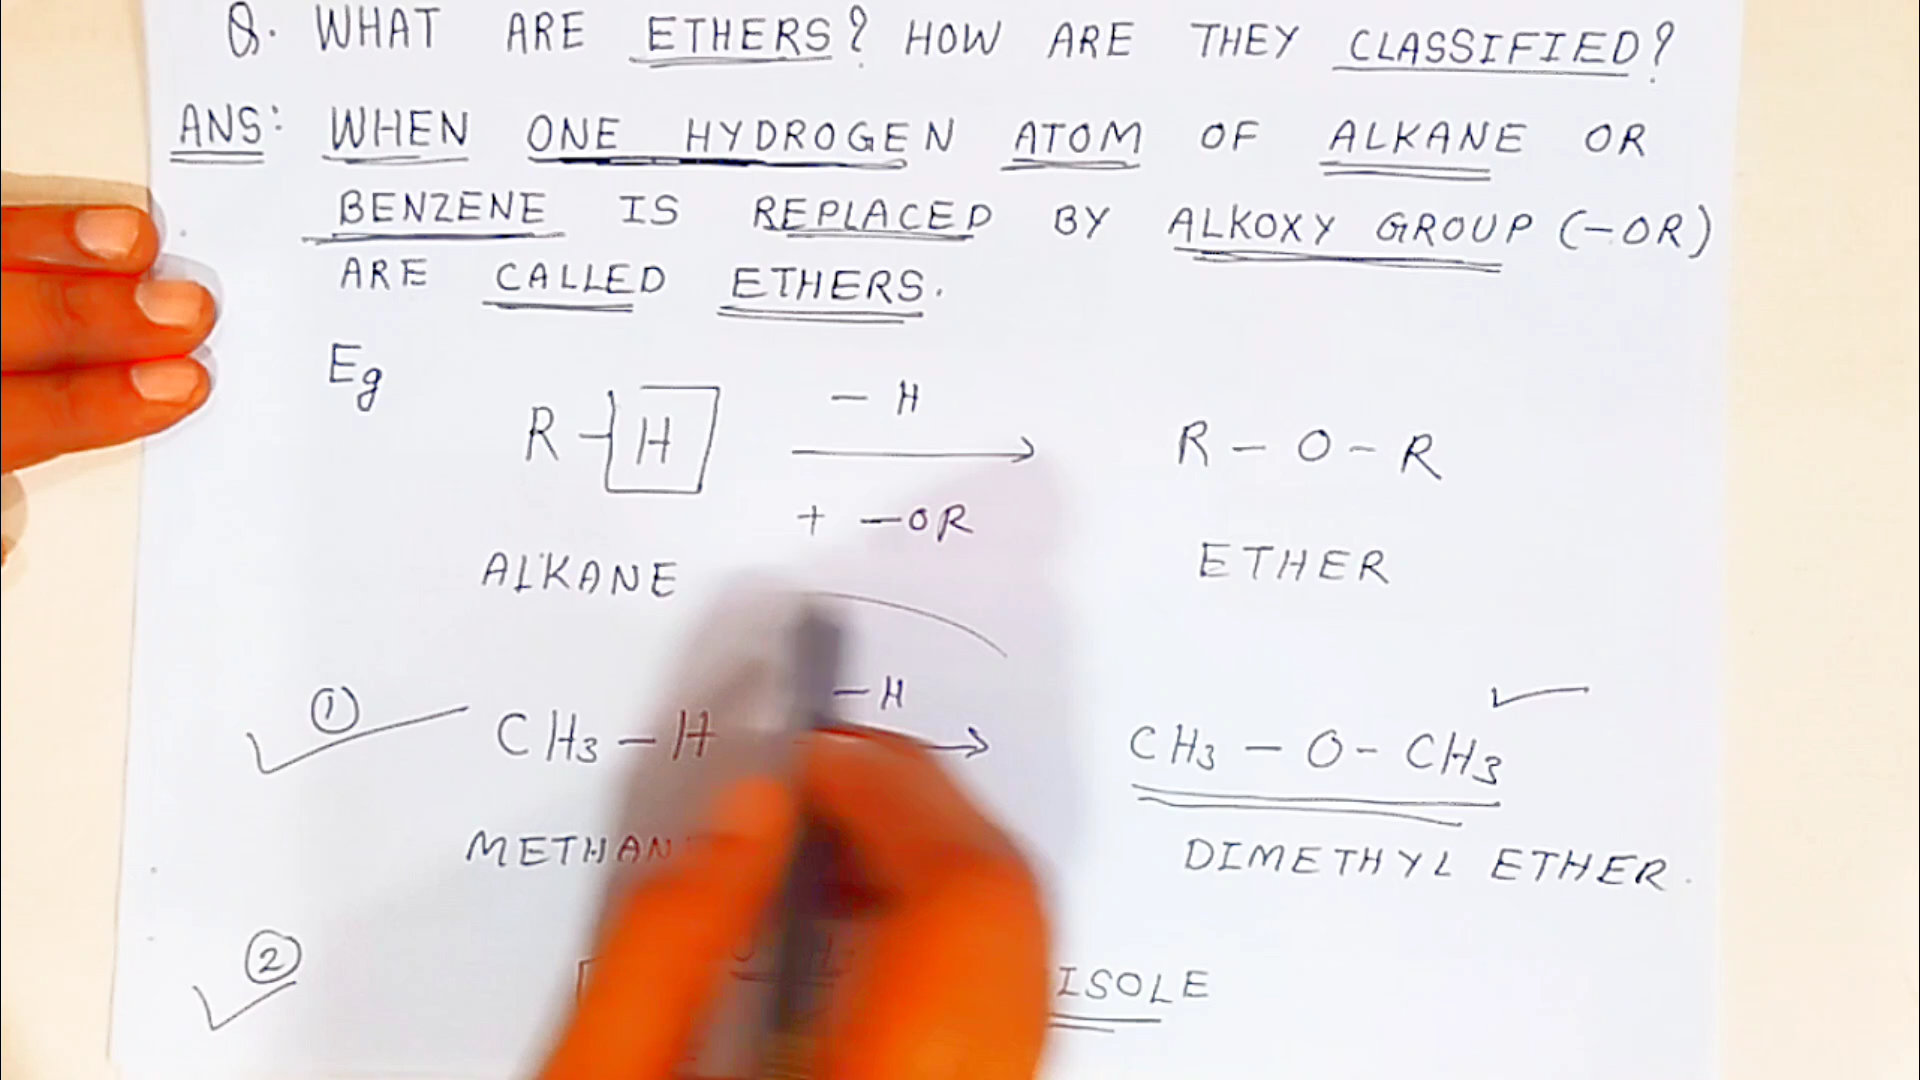 Q. WHAT ARE ETHERS? HOW ARE THEY CLASSIFIED?
ANS: WHEN ONE HYDROGEN ATOM OF ALKANE OR
BENZENE IS REPLACED BY ALKOXY GROUP (-OR)
ARE CALLED ETHERS.
Eg
R - H
- H
+ -OR
R - O - R
ALKANE
ETHER
①
CH3 - H
- H
CH3 - O - CH3
DIMETHYL ETHER.
②